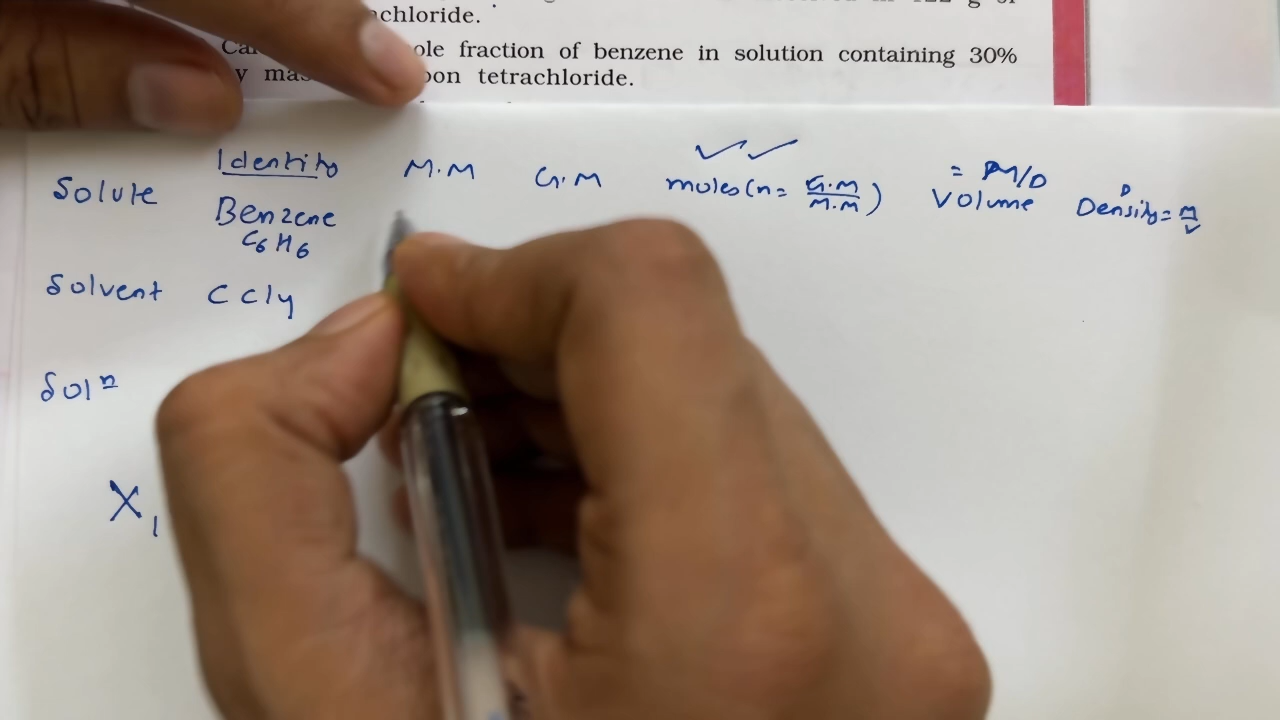 chloride.
ole fraction of benzene in solution containing 30%
y mas bon tetrachloride.
Identity M.M G.M moles(n= G.M/M.M) = M/D Volume D Density= m/v
Solute Benzene
C6H6
Solvent CCl4
Solⁿ
X1